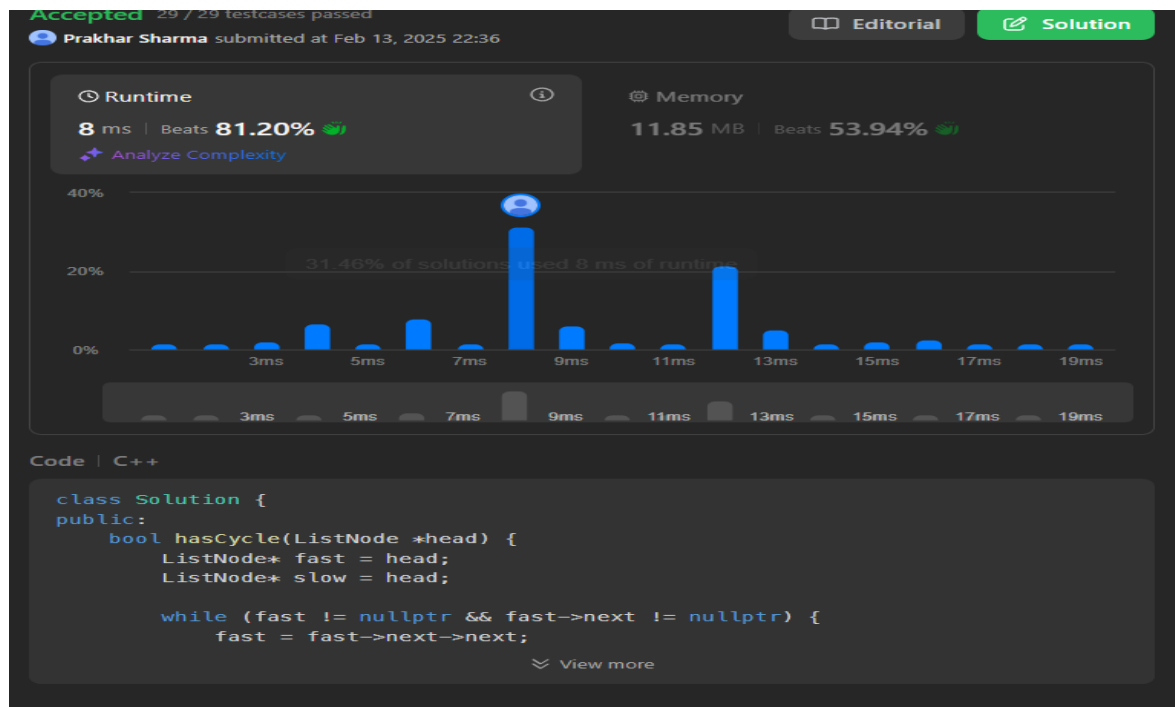 Accepted 29 / 29 testcases passed
Editorial
Solution
Prakhar Sharma submitted at Feb 13, 2025 22:36
Runtime
8 ms | Beats 81.20%
Analyze Complexity
Memory
11.85 MB | Beats 53.94%
40%
20%
0%
31.46% of solutions used 8 ms of runtime
3ms 5ms 7ms 9ms 11ms 13ms 15ms 17ms 19ms
3ms 5ms 7ms 9ms 11ms 13ms 15ms 17ms 19ms
Code | C++
class Solution {
public:
    bool hasCycle(ListNode *head) {
        ListNode* fast = head;
        ListNode* slow = head;
        while (fast != nullptr && fast->next != nullptr) {
            fast = fast->next->next;
View more